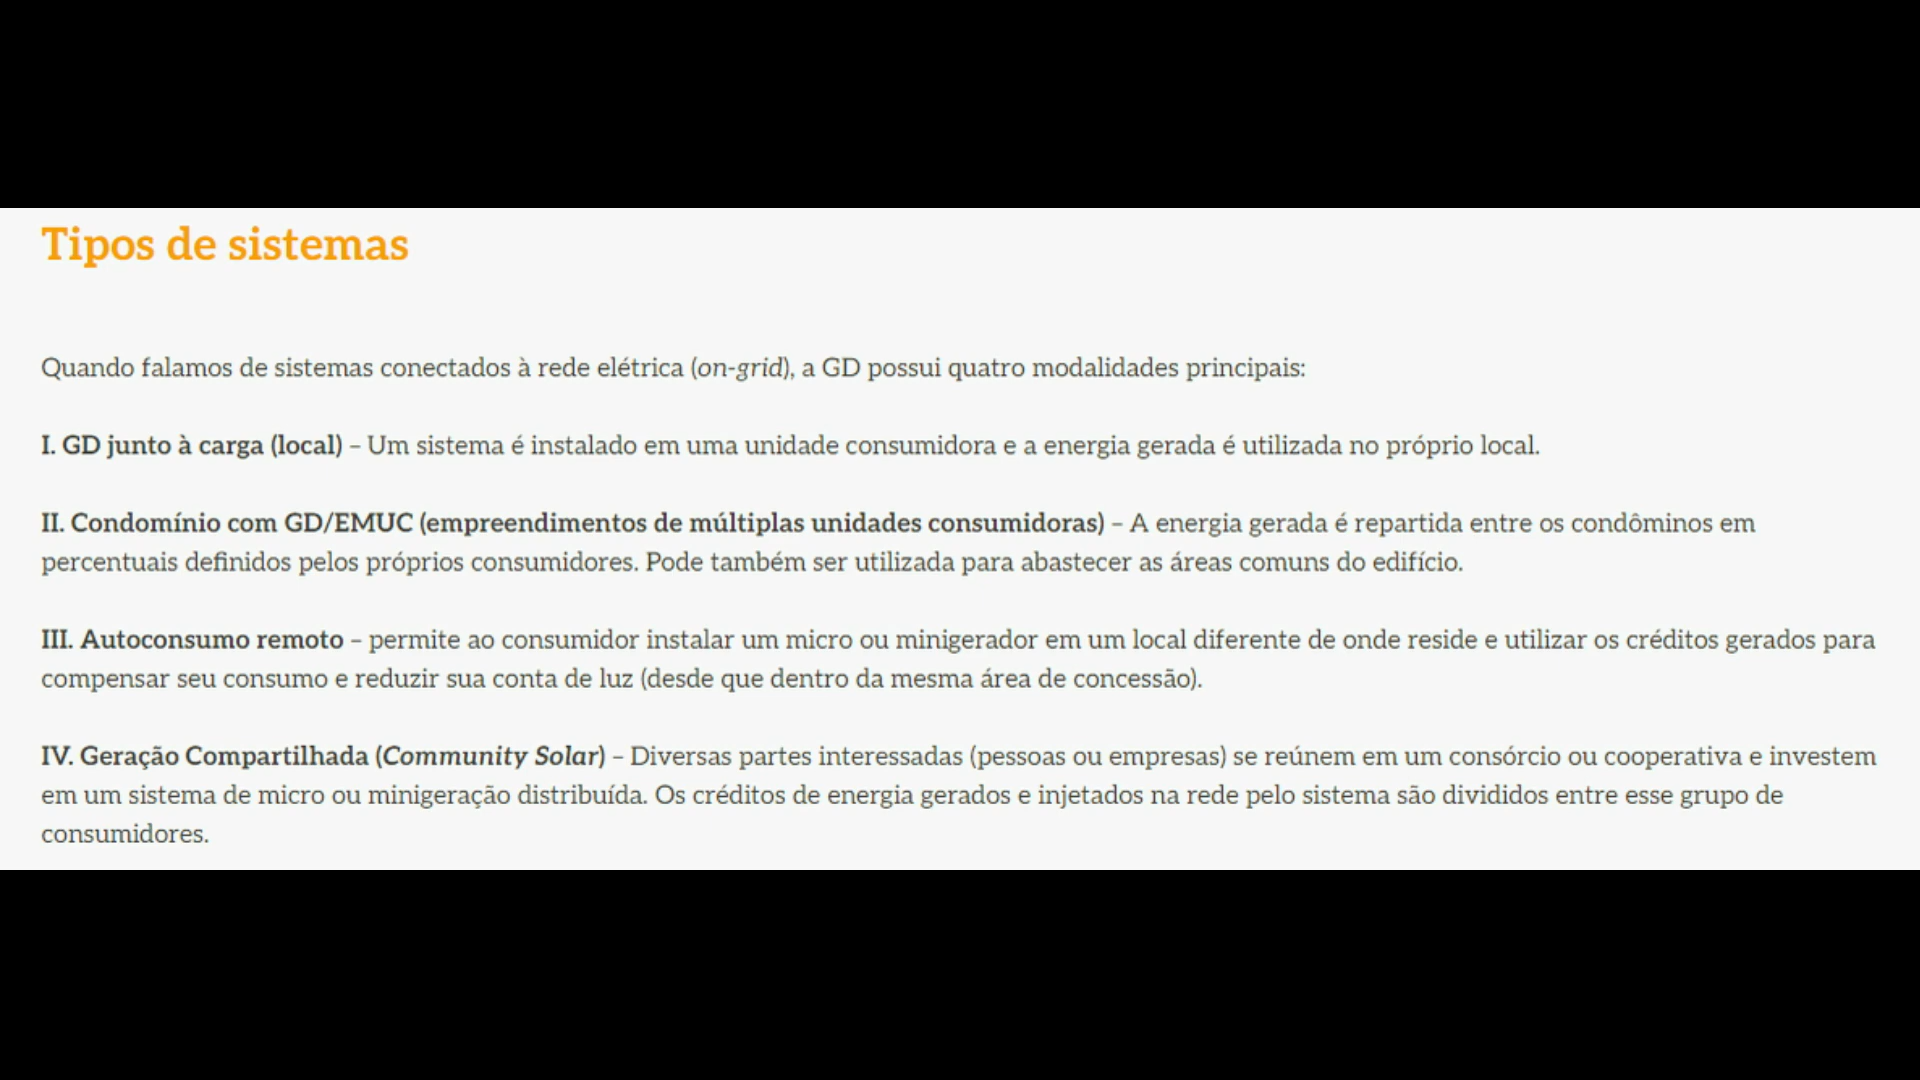 Tipos de sistemas
Quando falamos de sistemas conectados à rede elétrica (on-grid), a GD possui quatro modalidades principais:
I. GD junto à carga (local) – Um sistema é instalado em uma unidade consumidora e a energia gerada é utilizada no próprio local.
II. Condomínio com GD/EMUC (empreendimentos de múltiplas unidades consumidoras) – A energia gerada é repartida entre os condôminos em
percentuais definidos pelos próprios consumidores. Pode também ser utilizada para abastecer as áreas comuns do edifício.
III. Autoconsumo remoto – permite ao consumidor instalar um micro ou minigerador em um local diferente de onde reside e utilizar os créditos gerados para
compensar seu consumo e reduzir sua conta de luz (desde que dentro da mesma área de concessão).
IV. Geração Compartilhada (Community Solar) – Diversas partes interessadas (pessoas ou empresas) se reúnem em um consórcio ou cooperativa e investem
em um sistema de micro ou minigeração distribuída. Os créditos de energia gerados e injetados na rede pelo sistema são divididos entre esse grupo de
consumidores.